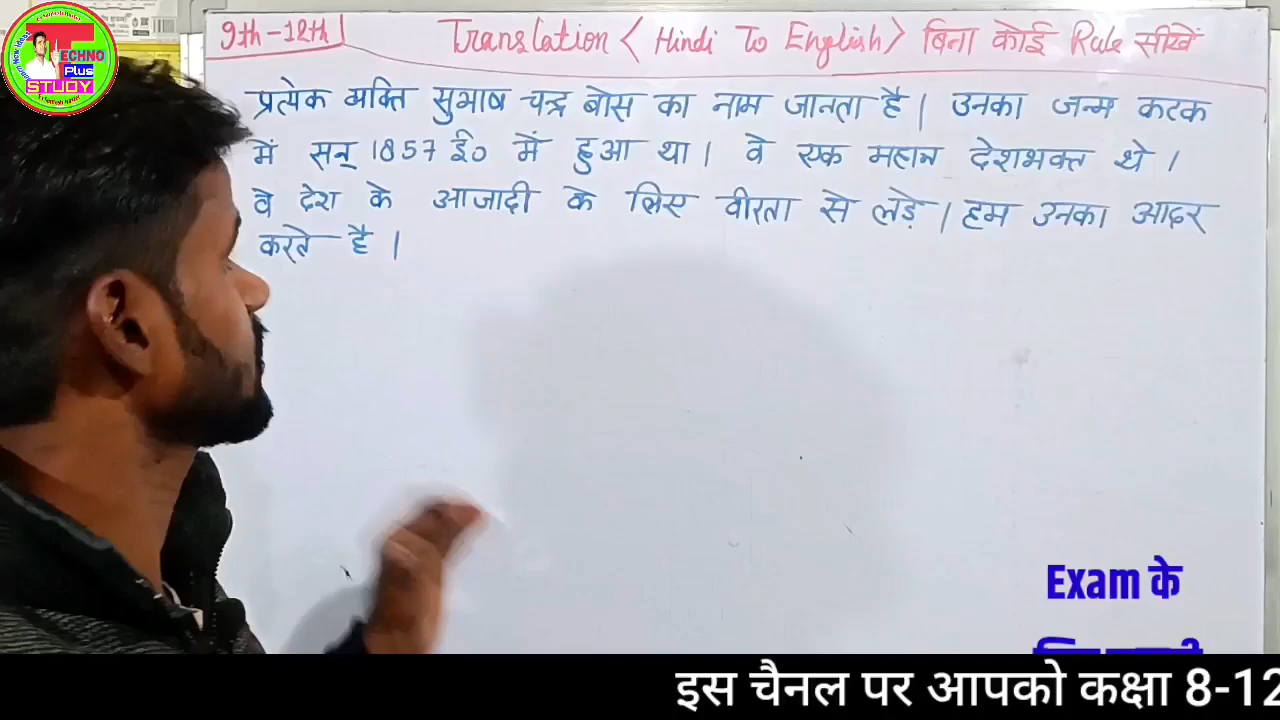 TECHNO
Plus
STUDY
9th-12th
Translation < Hindi To English > बिना कोई Rule सीखें
प्रत्येक व्यक्ति सुभाष चन्द्र बोस का नाम जानता है। उनका जन्म कटक
में सन् 1857 ई० में हुआ था। वे एक महान देशभक्त थे।
वे देश के आजादी के लिए वीरता से लड़े। हम उनका आदर
करते है।
Exam के
इस चैनल पर आपको कक्षा 8-12